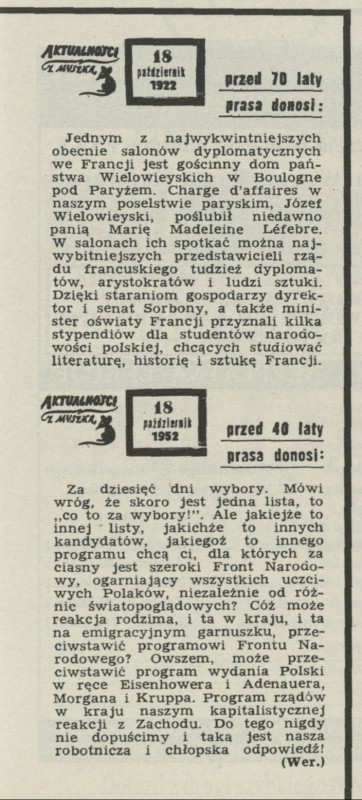 AKTUALNOŚCI
Z MYSZKĄ
18
październik
1922
przed 70 laty
prasa donosi:
Jednym z najwykwintniejszych
obecnie salonów dyplomatycznych
we Francji jest gościnny dom pań-
stwa Wielowieyskich w Boulogne
pod Paryżem. Charge d'affaires w
naszym poselstwie paryskim, Józef
Wielowieyski, poślubił niedawno
panią Marię Madeleine Léfebre.
W salonach ich spotkać można naj-
wybitniejszych przedstawicieli rzą-
du francuskiego tudzież dyploma-
tów, arystokratów i ludzi sztuki.
Dzięki staraniom gospodarzy dyrek-
tor i senat Sorbony, a także mini-
ster oświaty Francji przyznali kilka
stypendiów dla studentów narodo-
wości polskiej, chcących studiować
literaturę, historię i sztukę Francji.
AKTUALNOŚCI
Z MYSZKĄ
18
październik
1952
przed 40 laty
prasa donosi:
Za dziesięć dni wybory. Mówi
wróg, że skoro jest jedna lista, to
„co to za wybory!". Ale jakiejże to
innej listy, jakichże to innych
kandydatów, jakiegoż to innego
programu chcą ci, dla których za
ciasny jest szeroki Front Narodo-
wy, ogarniający wszystkich uczci-
wych Polaków, niezależnie od róż-
nic światopoglądowych? Cóż może
reakcja rodzima, i ta w kraju, i ta
na emigracyjnym garnuszku, prze-
ciwstawić programowi Frontu Na-
rodowego? Owszem, może prze-
ciwstawić program wydania Polski
w ręce Eisenhowera i Adenauera,
Morgana i Kruppa. Program rządów
w kraju naszym kapitalistycznej
reakcji z Zachodu. Do tego nigdy
nie dopuścimy i taka jest nasza
robotnicza i chłopska odpowiedź!
(Wer.)